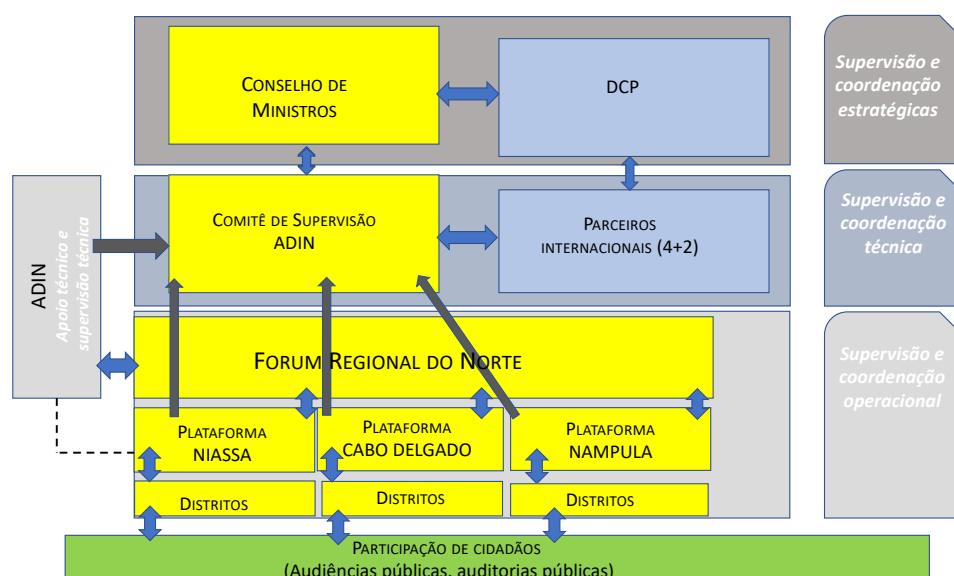 CONSELHO DE
MINISTROS
DCP
Supervisão e
coordenação
estratégicas
COMITÊ DE SUPERVISÃO
ADIN
PARCEIROS
INTERNACIONAIS (4+2)
Supervisão e
coordenação
técnica
ADIN
Apoio técnico e
supervisão técnica
FORUM REGIONAL DO NORTE
Supervisão e
coordenação
operacional
PLATAFORMA
NIASSA
PLATAFORMA
CABO DELGADO
PLATAFORMA
NAMPULA
DISTRITOS
DISTRITOS
DISTRITOS
PARTICIPAÇÃO DE CIDADÃOS
(Audiências públicas, auditorias públicas)